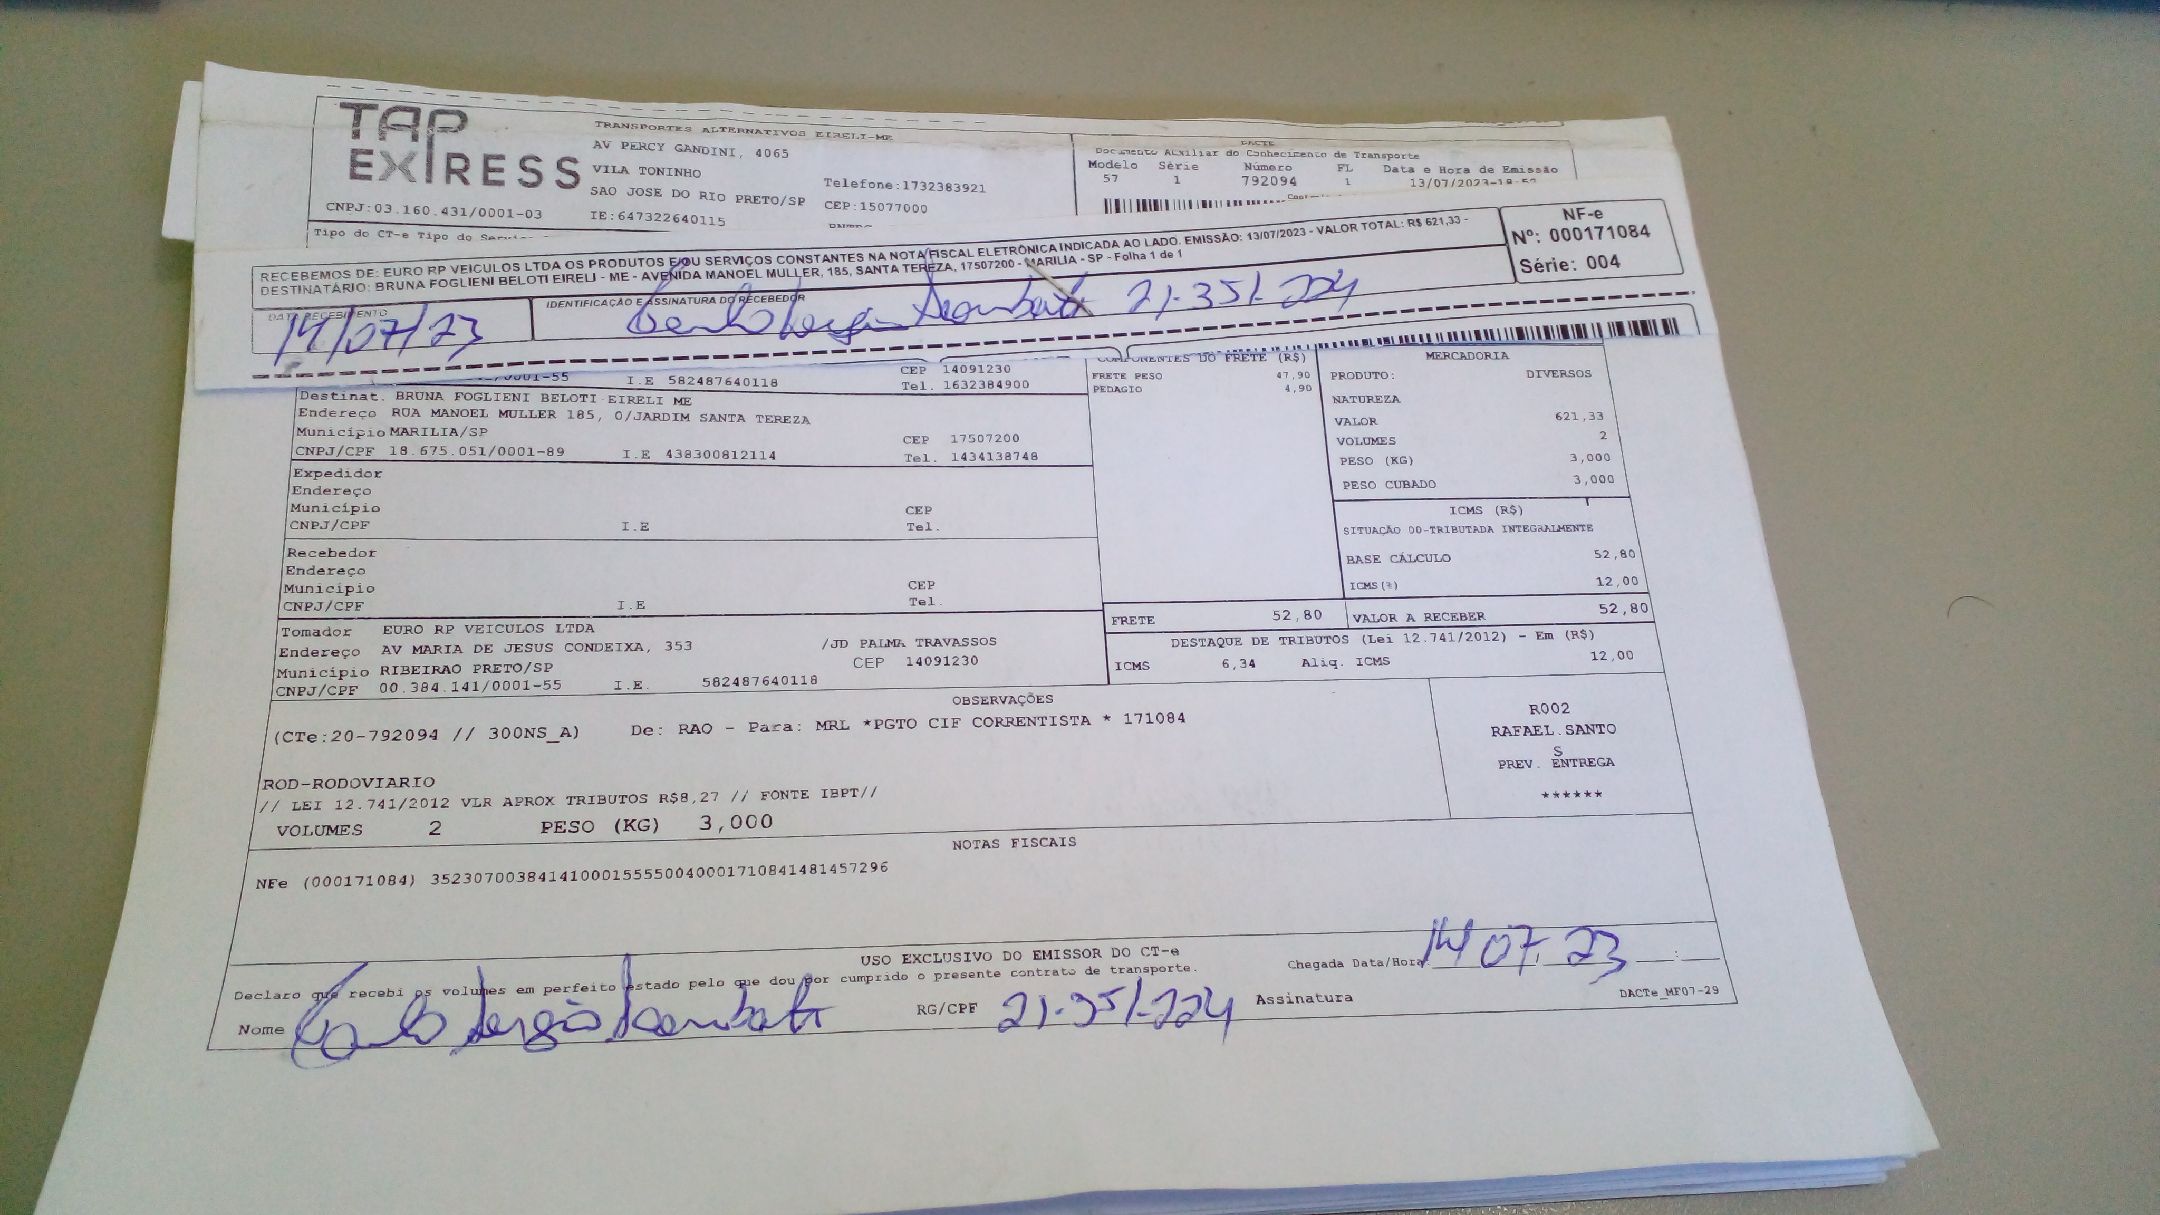 TAP EXPRESS
TRANSPORTES ALTERNATIVOS EIRELI-ME
AV PERCY GANDINI, 4065
VILA TONINHO
SAO JOSE DO RIO PRETO/SP
Telefone:1732383921
CEP:15077000
CNPJ:03.160.431/0001-03 IE:647322640115
DACTE
Documento Auxiliar do Conhecimento de Transporte
Modelo Série Número FL Data e Hora de Emissão
57 1 792094 1 13/07/2023-18:57
Tipo do CT-e Tipo do
RECEBEMOS DE: EURO RP VEICULOS LTDA OS PRODUTOS E/OU SERVIÇOS CONSTANTES NA NOTA FISCAL ELETRÔNICA INDICADA AO LADO. EMISSÃO: 13/07/2023 - VALOR TOTAL: R$ 621,33 -
DESTINATÁRIO: BRUNA FOGLIENI BELOTI EIRELI - ME - AVENIDA MANOEL MULLER, 185, SANTA TEREZA, 17507200 - MARILIA - SP - Folha 1 de 1
NF-e
Nº: 000171084
Série: 004
DATA RECEBIMENTO
14/07/23
IDENTIFICAÇÃO E ASSINATURA DO RECEBEDOR
21-351-224
/0001-55 I.E 582487640118
CEP 14091230
Tel. 1632384900
Destinat. BRUNA FOGLIENI BELOTI EIRELI ME
Endereço RUA MANOEL MULLER 185, 0/JARDIM SANTA TEREZA
Município MARILIA/SP CEP 17507200
CNPJ/CPF 18.675.051/0001-89 I.E 438300812114 Tel. 1434138748
Expedidor
Endereço
Município CEP
CNPJ/CPF I.E Tel.
Recebedor
Endereço
Município CEP
CNPJ/CPF I.E Tel.
Tomador EURO RP VEICULOS LTDA
Endereço AV MARIA DE JESUS CONDEIXA, 353 /JD PALMA TRAVASSOS
Município RIBEIRAO PRETO/SP CEP 14091230
CNPJ/CPF 00.384.141/0001-55 I.E. 582487640118
COMPONENTES DO FRETE (R$)
FRETE PESO 47,90
PEDAGIO 4,90
MERCADORIA
PRODUTO: DIVERSOS
NATUREZA
VALOR 621,33
VOLUMES 2
PESO (KG) 3,000
PESO CUBADO 3,000
ICMS (R$)
SITUAÇÃO 00-TRIBUTADA INTEGRALMENTE
BASE CÁLCULO 52,80
ICMS(%) 12,00
FRETE 52,80 VALOR A RECEBER 52,80
DESTAQUE DE TRIBUTOS (Lei 12.741/2012) - Em (R$)
ICMS 6,34 Aliq. ICMS 12,00
OBSERVAÇÕES
(CTe:20-792094 // 300NS_A) De: RAO - Para: MRL *PGTO CIF CORRENTISTA * 171084
ROD-RODOVIARIO
// LEI 12.741/2012 VLR APROX TRIBUTOS R$8,27 // FONTE IBPT//
VOLUMES 2 PESO (KG) 3,000
R002
RAFAEL.SANTO
S
PREV. ENTREGA
******
NOTAS FISCAIS
NFe (000171084) 35230700384141000155550040001710841481457296
USO EXCLUSIVO DO EMISSOR DO CT-e
Declaro que recebi os volumes em perfeito estado pelo que dou por cumprido o presente contrato de transporte.
Chegada Data/Hora 14 07. 23 :
Nome RG/CPF 21-351-224 Assinatura
DACTe_MF07-29